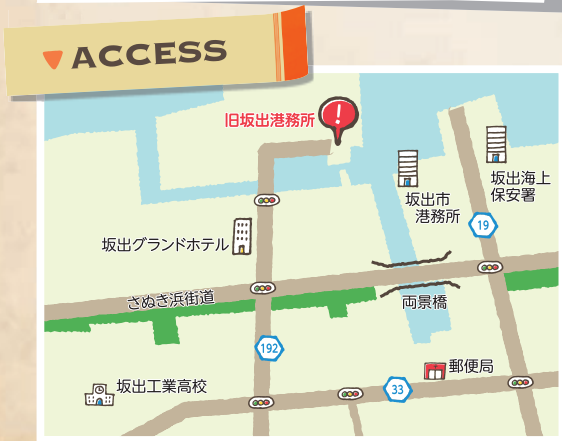 ACCESS
旧坂出港務所
!
坂出市
港務所
坂出海上
保安署
19
坂出グランドホテル
さぬき浜街道
両景橋
192
坂出工業高校
33
郵便局